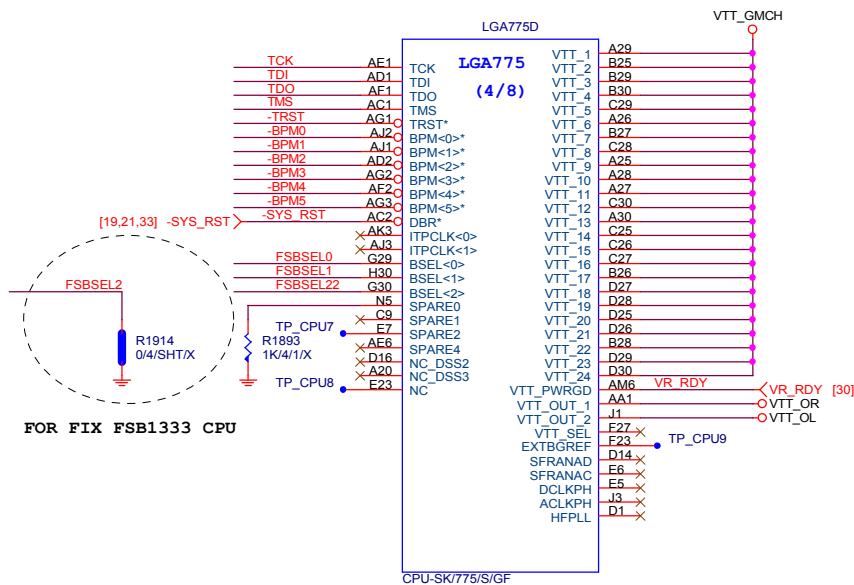 VTT_GMCH
LGA775D
LGA775
(4/8)
TCK AE1 TCK
TDI AD1 TDI
TDO AF1 TDO
TMS AC1 TMS
-TRST AG1 TRST*
-BPM0 AJ2 BPM<0>*
-BPM1 AJ1 BPM<1>*
-BPM2 AD2 BPM<2>*
-BPM3 AG2 BPM<3>*
-BPM4 AF2 BPM<4>*
-BPM5 AG3 BPM<5>*
[19,21,33] -SYS_RST -SYS_RST AC2 DBR*
AK3 ITPCLK<0>
AJ3 ITPCLK<1>
FSBSEL0 G29 BSEL<0>
FSBSEL1 H30 BSEL<1>
FSBSEL22 G30 BSEL<2>
N5 SPARE0
C9 SPARE1
TP_CPU7 E7 SPARE2
AE6 SPARE4
D16 NC_DSS2
A20 NC_DSS3
TP_CPU8 E23 NC
FSBSEL2
R1914
0/4/SHT/X
R1893
1K/4/1/X
FOR FIX FSB1333 CPU
VTT_1 A29
VTT_2 B25
VTT_3 B29
VTT_4 B30
VTT_5 C29
VTT_6 A26
VTT_7 B27
VTT_8 C28
VTT_9 A25
VTT_10 A28
VTT_11 A27
VTT_12 C30
VTT_13 A30
VTT_14 C25
VTT_15 C26
VTT_16 C27
VTT_17 B26
VTT_18 D27
VTT_19 D28
VTT_20 D25
VTT_21 D26
VTT_22 B28
VTT_23 D29
VTT_24 D30
VTT_PWRGD AM6 VR_RDY VR_RDY [30]
VTT_OUT_1 AA1 VTT_OR
VTT_OUT_2 J1 VTT_OL
VTT_SEL F27
EXTBGREF F23 TP_CPU9
SFRANAD D14
SFRANAC E6
DCLKPH E5
ACLKPH J3
HFPLL D1
CPU-SK/775/S/GF